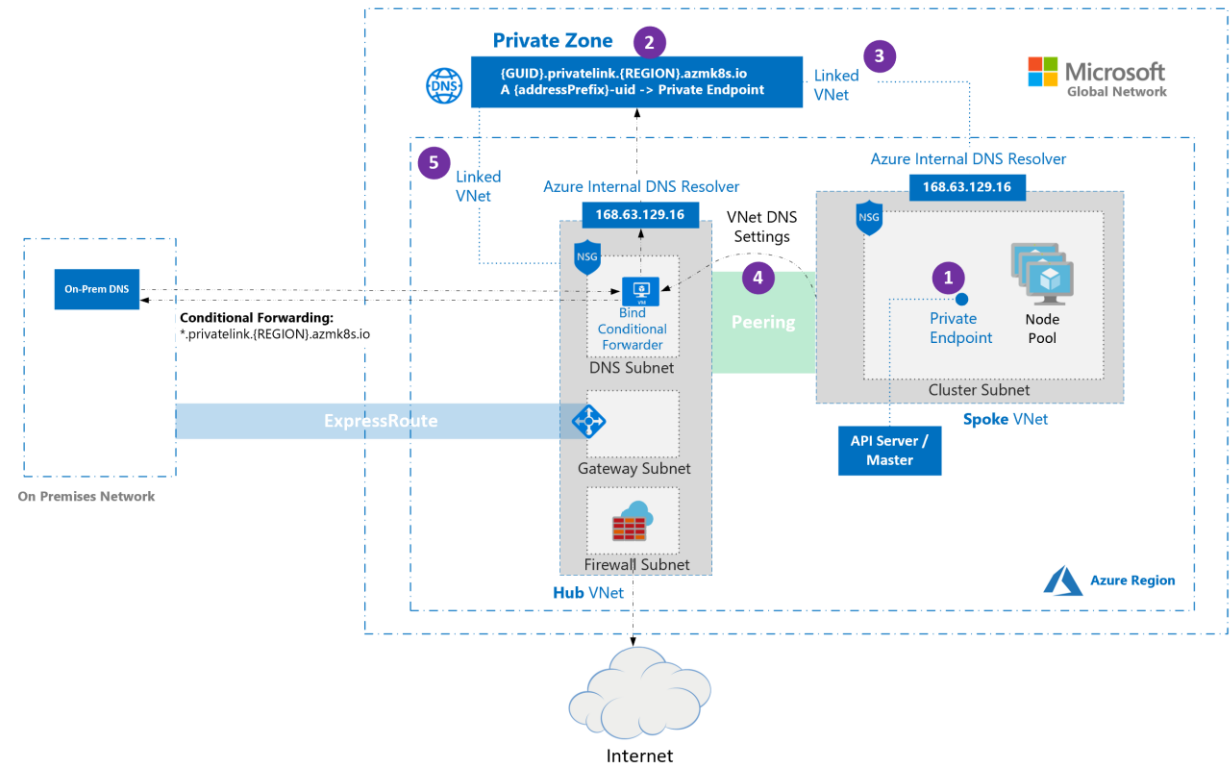 Private Zone
2
3
{GUID}.privatelink.{REGION}.azmk8s.io
A {addressPrefix}-uid -> Private Endpoint
DNS
Linked
VNet
Microsoft
Global Network
5
Linked
VNet
Azure Internal DNS Resolver
168.63.129.16
Azure Internal DNS Resolver
168.63.129.16
VNet DNS
Settings
NSG
NSG
On-Prem DNS
Conditional Forwarding:
*.privatelink.{REGION}.azmk8s.io
VM
Bind
Conditional
Forwarder
DNS Subnet
4
Peering
1
Private
Endpoint
Node
Pool
Cluster Subnet
Spoke VNet
API Server /
Master
ExpressRoute
Gateway Subnet
On Premises Network
Firewall Subnet
Hub VNet
Azure Region
Internet